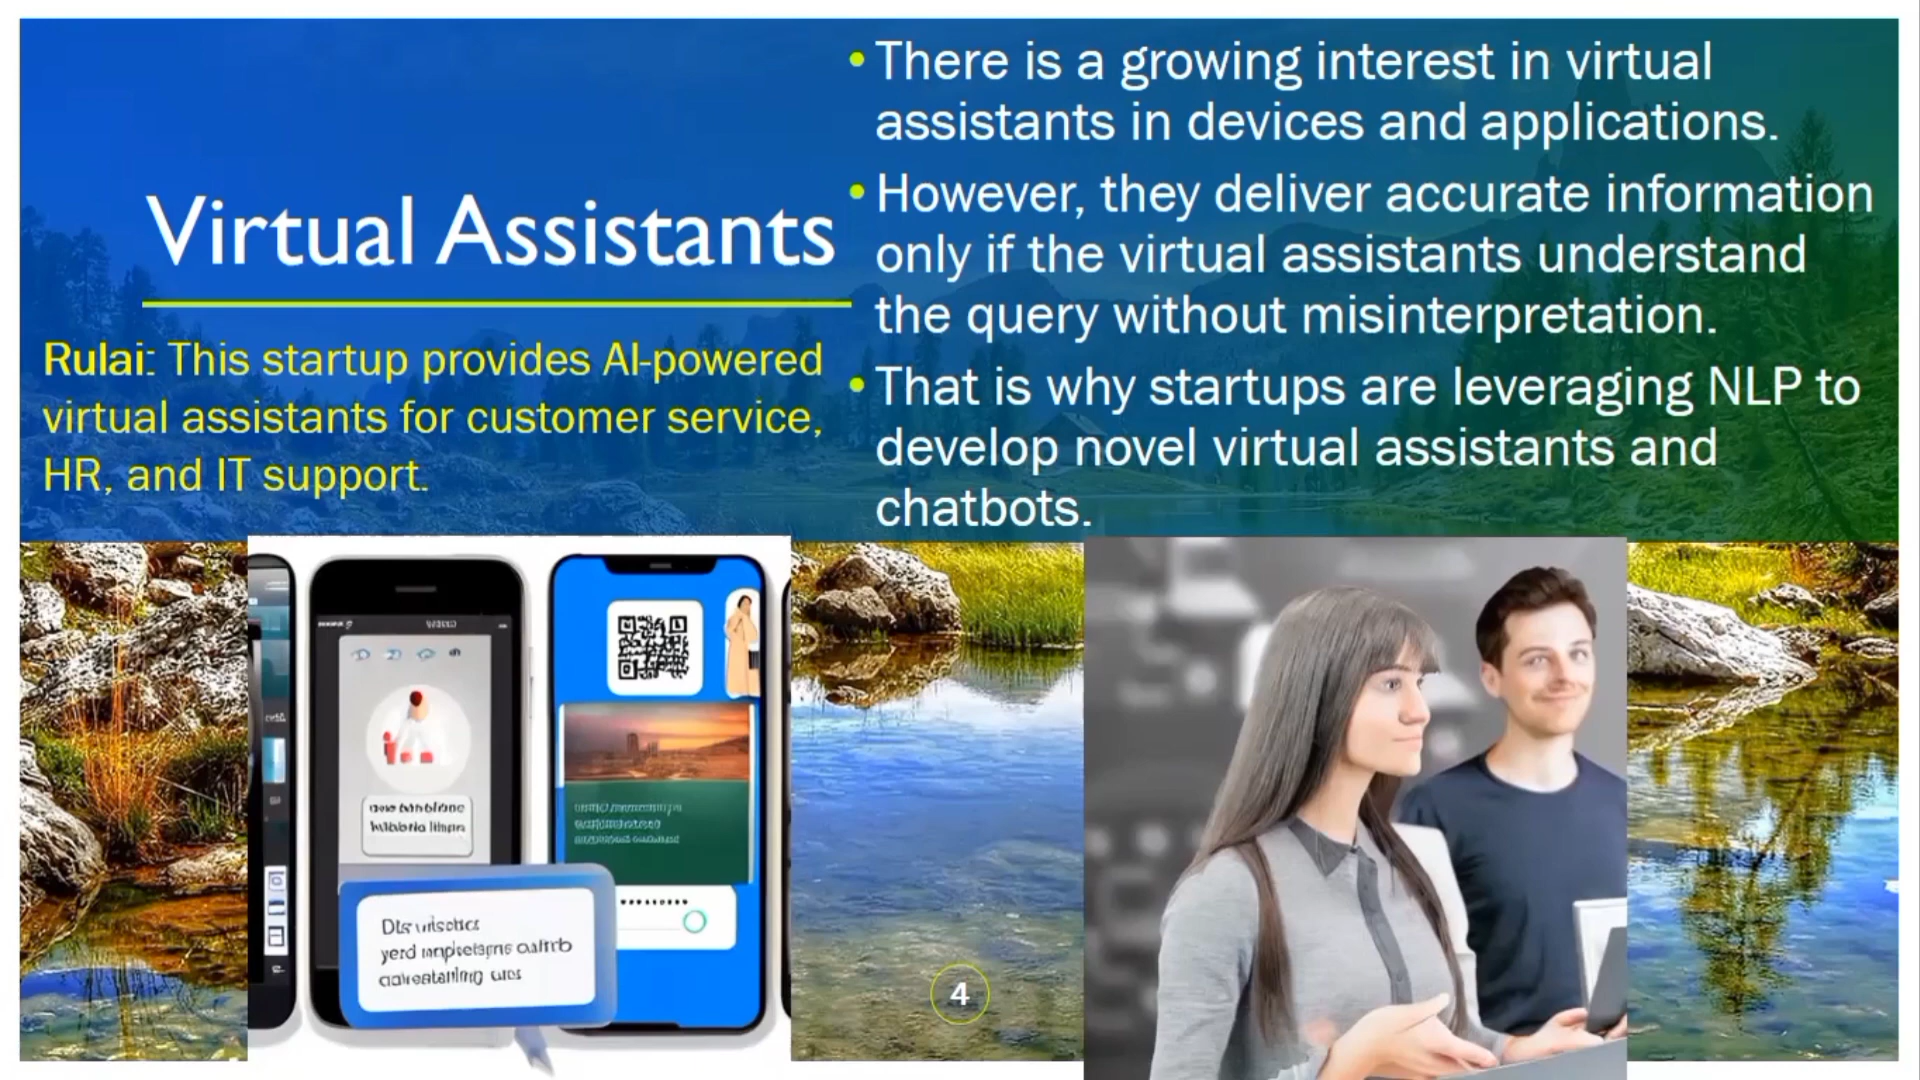 Virtual Assistants
Rulai: This startup provides AI-powered
virtual assistants for customer service,
HR, and IT support.
• There is a growing interest in virtual
assistants in devices and applications.
• However, they deliver accurate information
only if the virtual assistants understand
the query without misinterpretation.
• That is why startups are leveraging NLP to
develop novel virtual assistants and
chatbots.
4